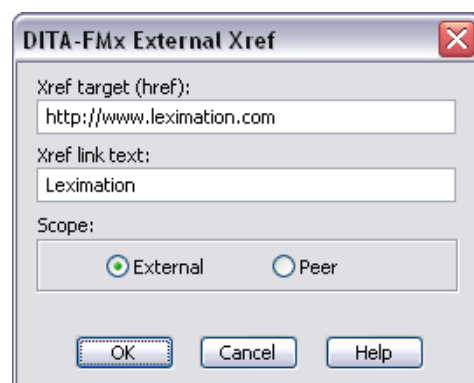 DITA-FMx External Xref
Xref target (href):
http://www.leximation.com
Xref link text:
Leximation
Scope:
External Peer
OK Cancel Help